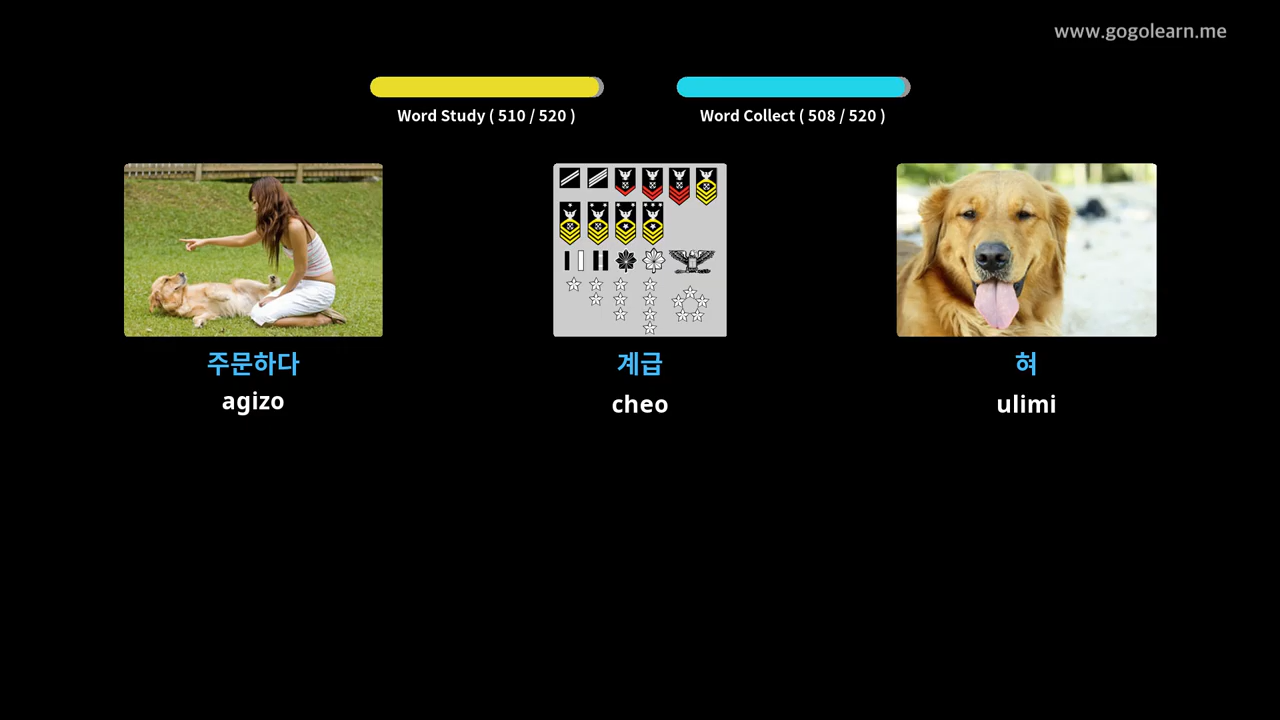 www.gogolearn.me
Word Study ( 510 / 520 )
Word Collect ( 508 / 520 )
주문하다
계급
혀
agizo
cheo
ulimi